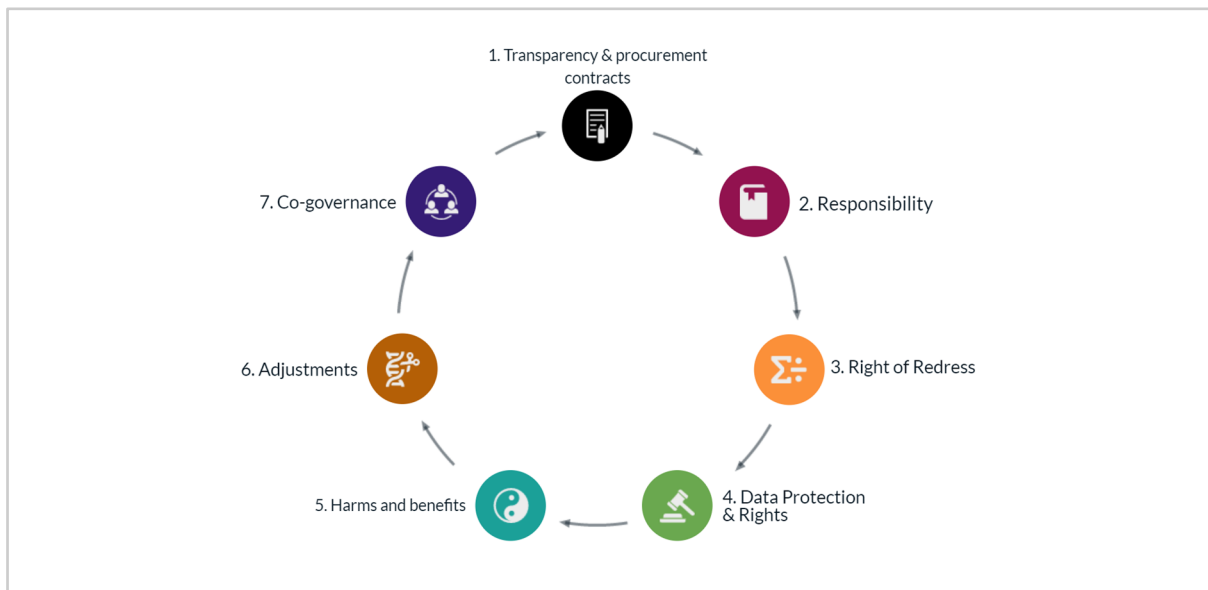 1. Transparency & procurement
contracts
2. Responsibility
3. Right of Redress
4. Data Protection
& Rights
5. Harms and benefits
6. Adjustments
7. Co-governance